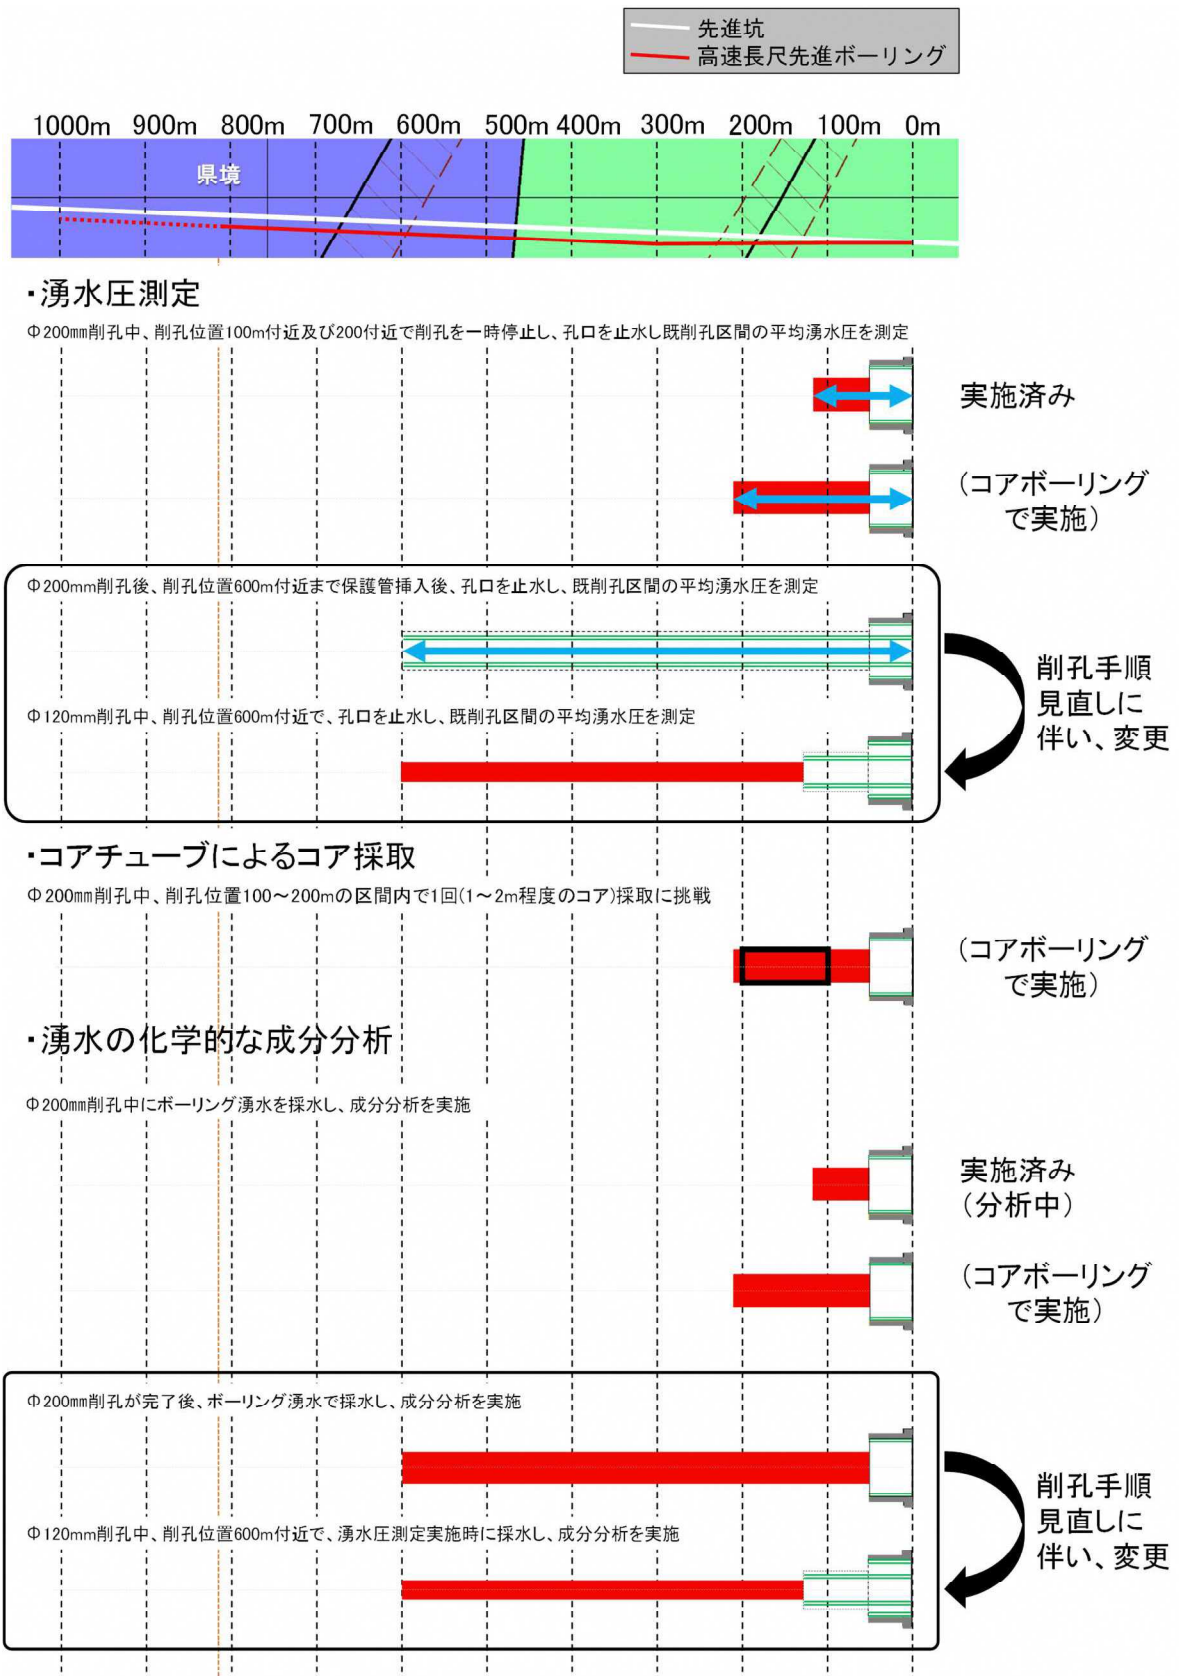 先進坑
高速長尺先進ボーリング
1000m 900m 800m 700m 600m 500m 400m 300m 200m 100m 0m
県境
・湧水圧測定
Φ200㎜削孔中、削孔位置100m付近及び200付近で削孔を一時停止し、孔口を止水し既削孔区間の平均湧水圧を測定
実施済み
(コアボーリング
で実施)
Φ200mm削孔後、削孔位置600m付近まで保護管挿入後、孔口を止水し、既削孔区間の平均湧水圧を測定
Φ120mm削孔中、削孔位置600m付近で、孔口を止水し、既削孔区間の平均湧水圧を測定
削孔手順
見直しに
伴い、変更
・コアチューブによるコア採取
Φ200㎜削孔中、削孔位置100～200mの区間内で1回(1～2m程度のコア)採取に挑戦
(コアボーリング
で実施)
・湧水の化学的な成分分析
Φ200㎜削孔中にボーリング湧水を採水し、成分分析を実施
実施済み
(分析中)
(コアボーリング
で実施)
Φ200㎜削孔が完了後、ボーリング湧水で採水し、成分分析を実施
Φ120mm削孔中、削孔位置600m付近で、湧水圧測定実施時に採水し、成分分析を実施
削孔手順
見直しに
伴い、変更